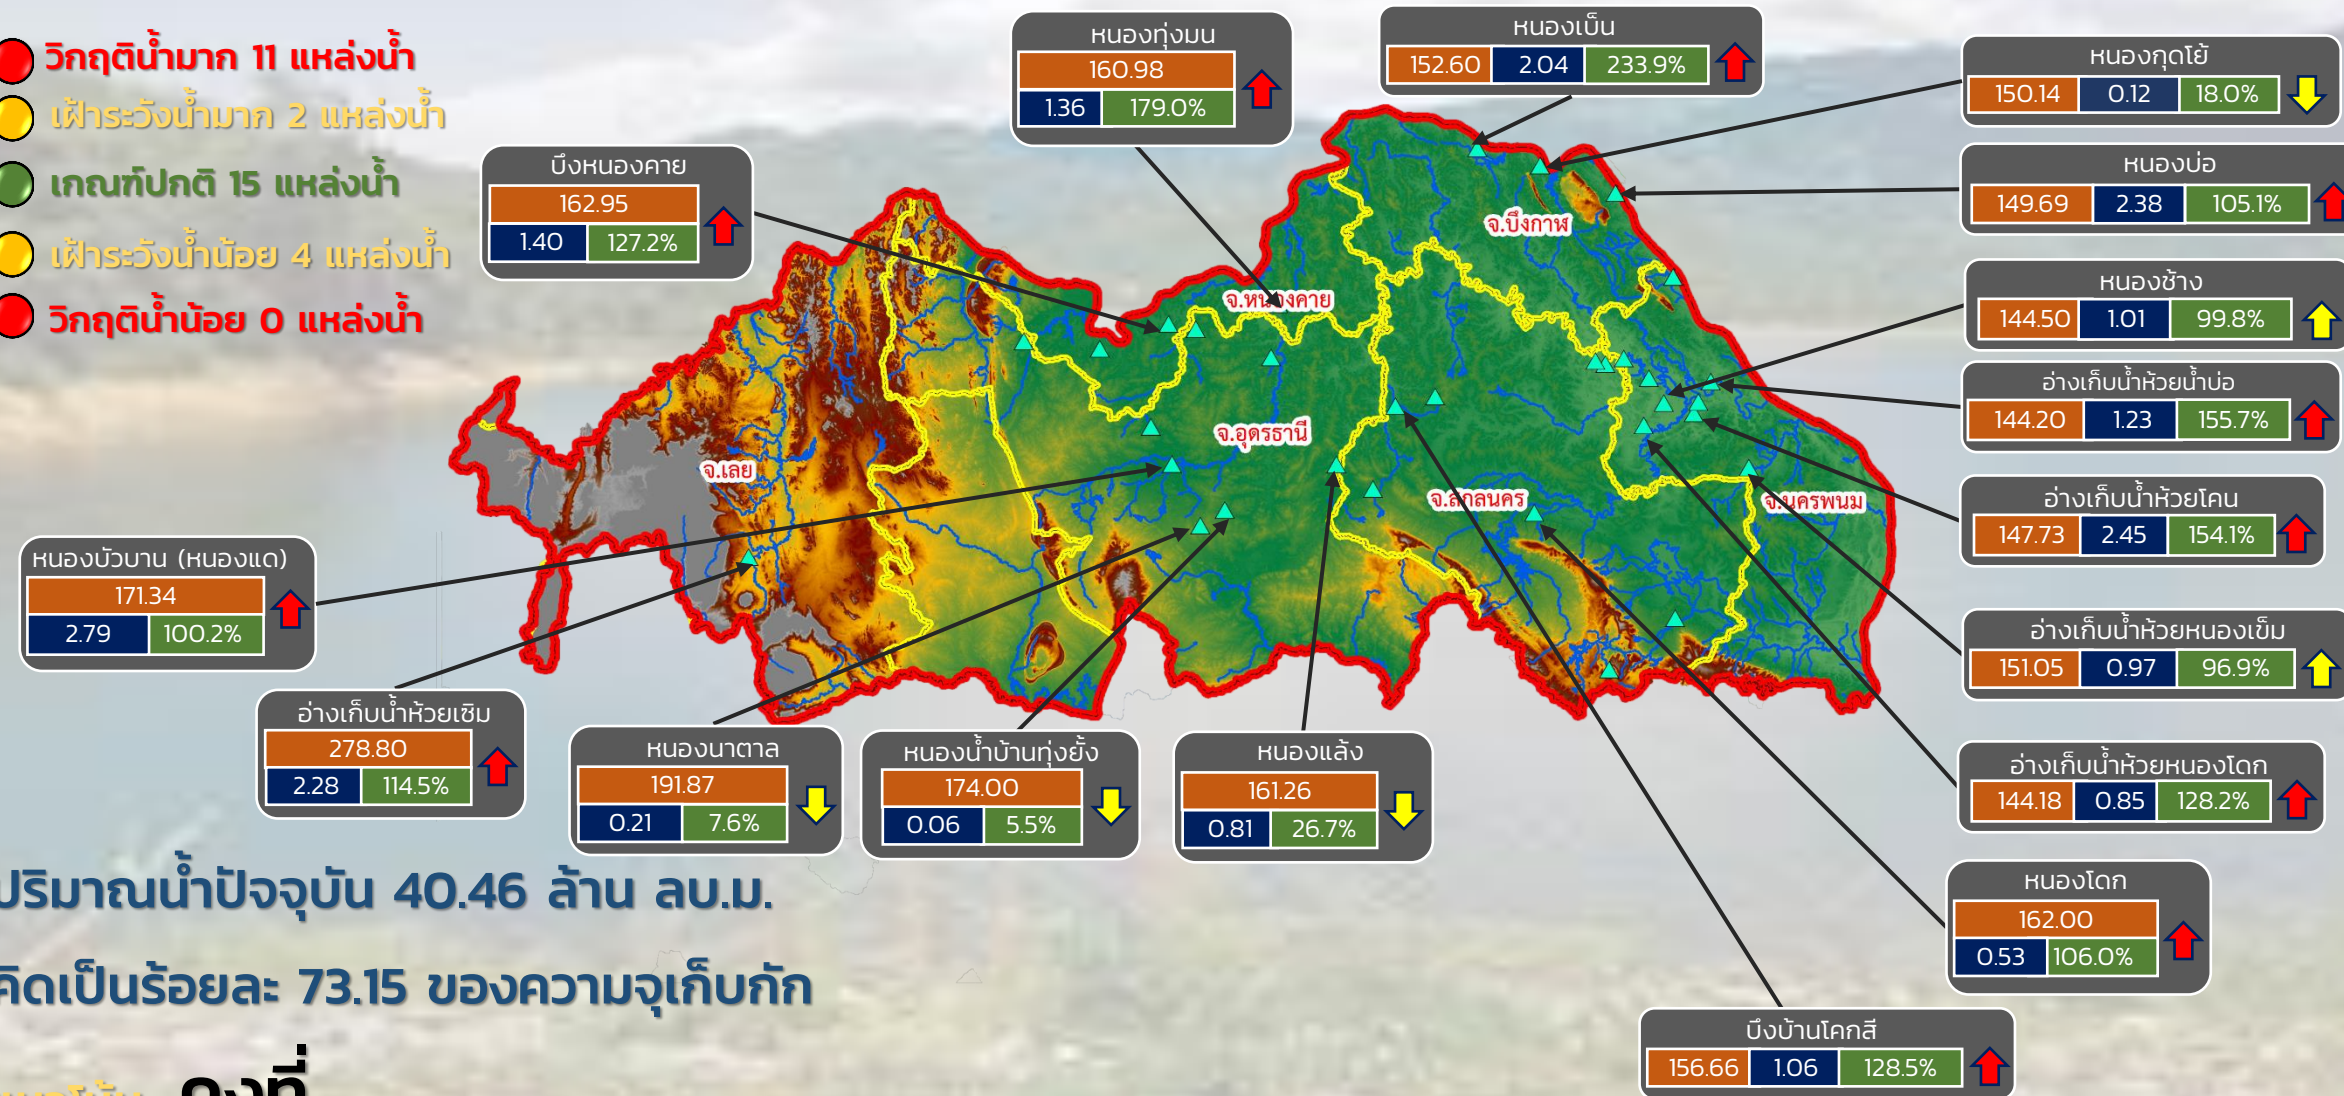 วิกฤติน้ำมาก 11 แหล่งน้ำ
เฝ้าระวังน้ำมาก 2 แหล่งน้ำ
เกณฑ์ปกติ 15 แหล่งน้ำ
เฝ้าระวังน้ำน้อย 4 แหล่งน้ำ
วิกฤติน้ำน้อย 0 แหล่งน้ำ
บึงหนองคาย
162.95
1.40 127.2%
หนองทุ่งมน
160.98
1.36 179.0%
หนองเบ็น
152.60 2.04 233.9%
หนองกุดโย้
150.14 0.12 18.0%
หนองบ่อ
149.69 2.38 105.1%
หนองช้าง
144.50 1.01 99.8%
อ่างเก็บน้ำห้วยน้ำบ่อ
144.20 1.23 155.7%
อ่างเก็บน้ำห้วยโคน
147.73 2.45 154.1%
อ่างเก็บน้ำห้วยหนองเข็ม
151.05 0.97 96.9%
อ่างเก็บน้ำห้วยหนองโดก
144.18 0.85 128.2%
หนองโดก
162.00
0.53 106.0%
บึงบ้านโคกสี
156.66 1.06 128.5%
จ.บึงกาฬ
จ.หนองคาย
จ.อุดรธานี
จ.เลย
จ.สกลนคร
จ.นครพนม
หนองบัวบาน (หนองแด)
171.34
2.79 100.2%
อ่างเก็บน้ำห้วยเซิม
278.80
2.28 114.5%
หนองนาตาล
191.87
0.21 7.6%
หนองน้ำบ้านทุ่งยั้ง
174.00
0.06 5.5%
หนองแล้ง
161.26
0.81 26.7%
ปริมาณน้ำปัจจุบัน 40.46 ล้าน ลบ.ม.
คิดเป็นร้อยละ 73.15 ของความจุเก็บกัก
คงที่